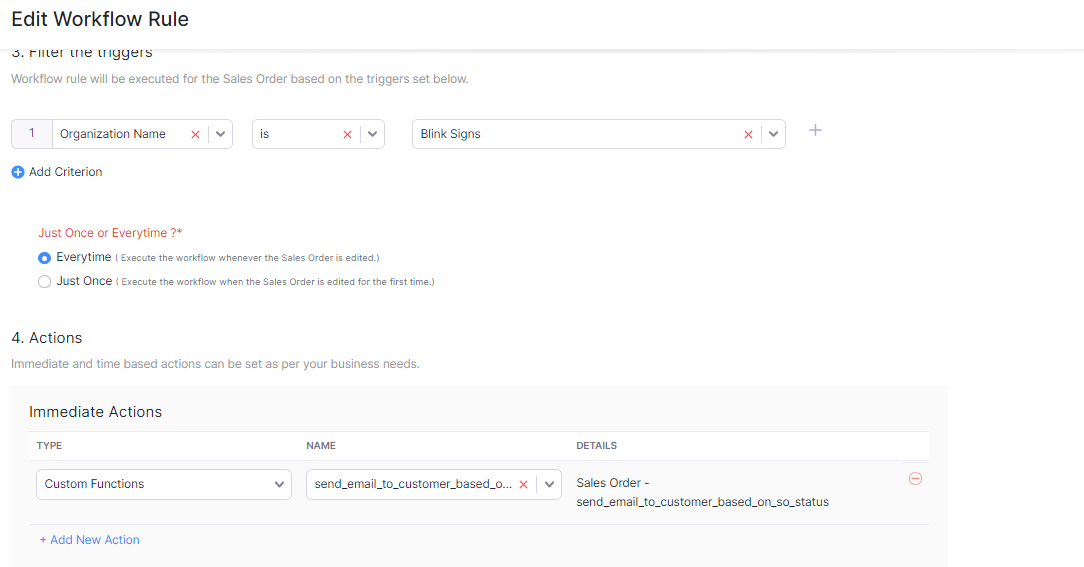 Edit Workflow Rule
3. Filter the triggers
Workflow rule will be executed for the Sales Order based on the triggers set below.
1 Organization Name is Blink Signs
Add Criterion
Just Once or Everytime ?*
Everytime ( Execute the workflow whenever the Sales Order is edited.)
Just Once ( Execute the workflow when the Sales Order is edited for the first time.)
4. Actions
Immediate and time based actions can be set as per your business needs.
Immediate Actions
TYPE NAME DETAILS
Custom Functions send_email_to_customer_based_o... Sales Order -
send_email_to_customer_based_on_so_status
+ Add New Action